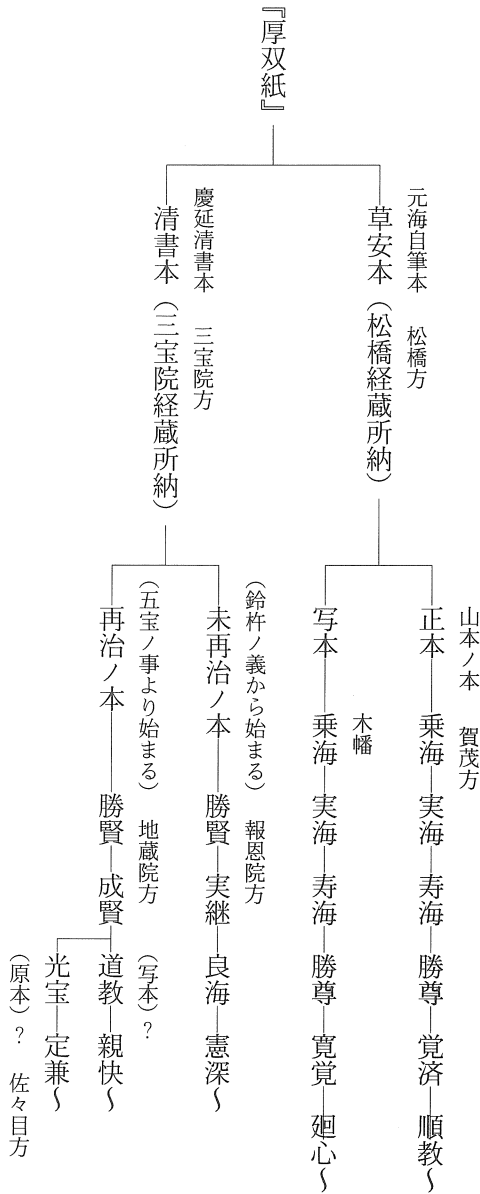 『厚双紙』
元海自筆本　松橋方
草安本（松橋経蔵所納）
山本ノ本　賀茂方
正本―乗海―実海―寿海―勝尊―覚済―順教～
木幡
写本―乗海―実海―寿海―勝尊―寛覚―廻心～
慶延清書本　三宝院方
清書本（三宝院経蔵所納）
（鈴杵ノ義から始まる）　報恩院方
未再治ノ本―勝賢―実継―良海―憲深～
（五宝ノ事より始まる）　地蔵院方
再治ノ本―勝賢―成賢
（写本）？
道教―親快～
光宝―定兼～
（原本）？　佐々目方